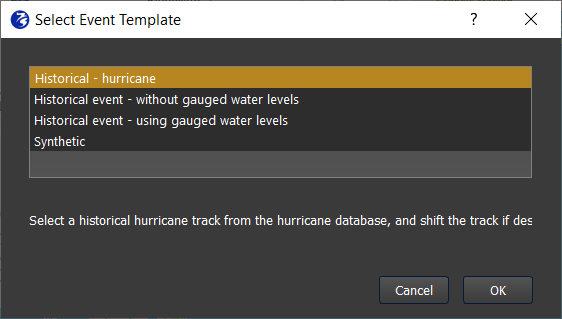 Select Event Template
?
Historical - hurricane
Historical event - without gauged water levels
Historical event - using gauged water levels
Synthetic
Select a historical hurricane track from the hurricane database, and shift the track if des
Cancel OK